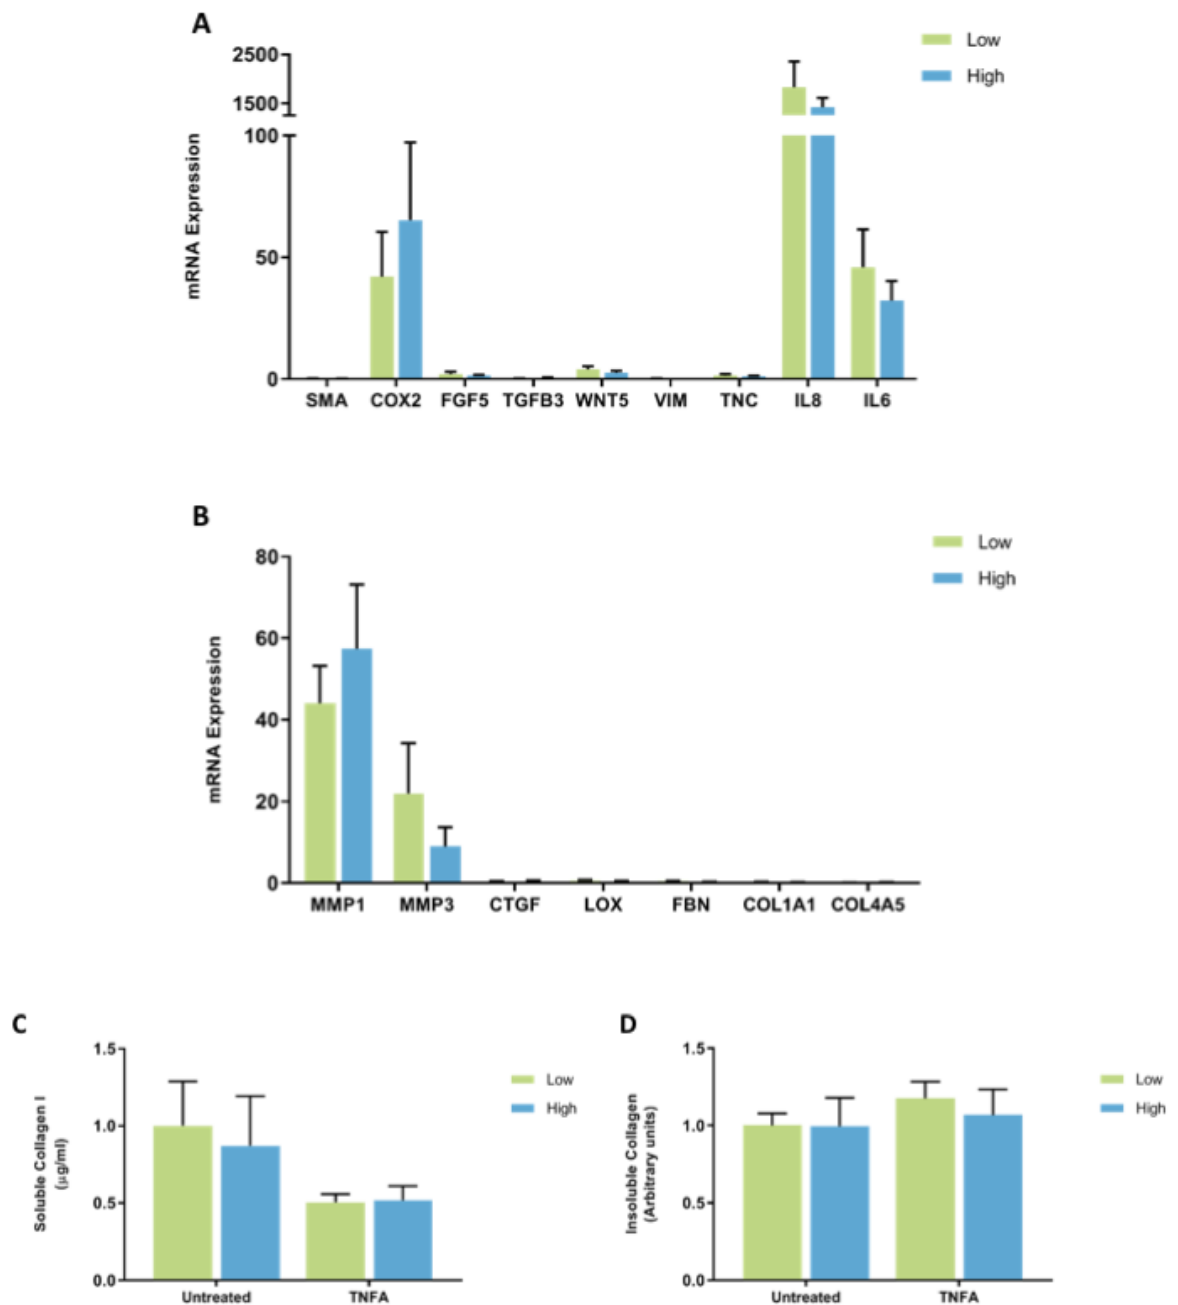 A
Low
High
2500
1500
100
50
0
mRNA Expression
SMA COX2 FGF5 TGFB3 WNT5 VIM TNC IL8 IL6
B
Low
High
80
60
40
20
0
mRNA Expression
MMP1 MMP3 CTGF LOX FBN COL1A1 COL4A5
C
Low
High
1.5
1.0
0.5
0.0
Soluble Collagen I
(µg/ml)
Untreated TNFA
D
Low
High
1.5
1.0
0.5
0.0
Insoluble Collagen
(Arbitrary units)
Untreated TNFA